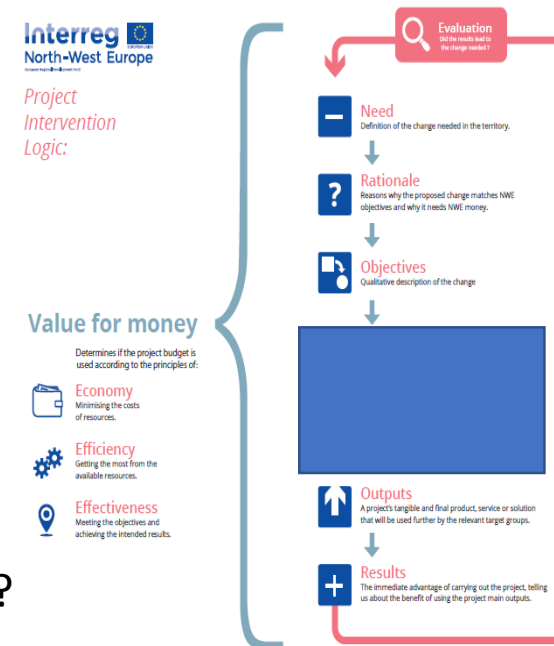 Interreg
EUROPEAN UNION
North-West Europe
European Regional Development Fund
Project
Intervention
Logic:
Value for money
Determines if the project budget is
used according to the principles of:
Economy
Minimising the costs
of resources.
Efficiency
Getting the most from the
available resources.
Effectiveness
Meeting the objectives and
achieving the intended results.
?
Evaluation
Did the results lead to
the change needed ?
Need
Definition of the change needed in the territory.
?
Rationale
Reasons why the proposed change matches NWE
objectives and why it needs NWE money.
Objectives
Qualitative description of the change
Outputs
A project's tangible and final product, service or solution
that will be used further by the relevant target groups.
Results
The immediate advantage of carrying out the project, telling
us about the benefit of using the project main outputs.